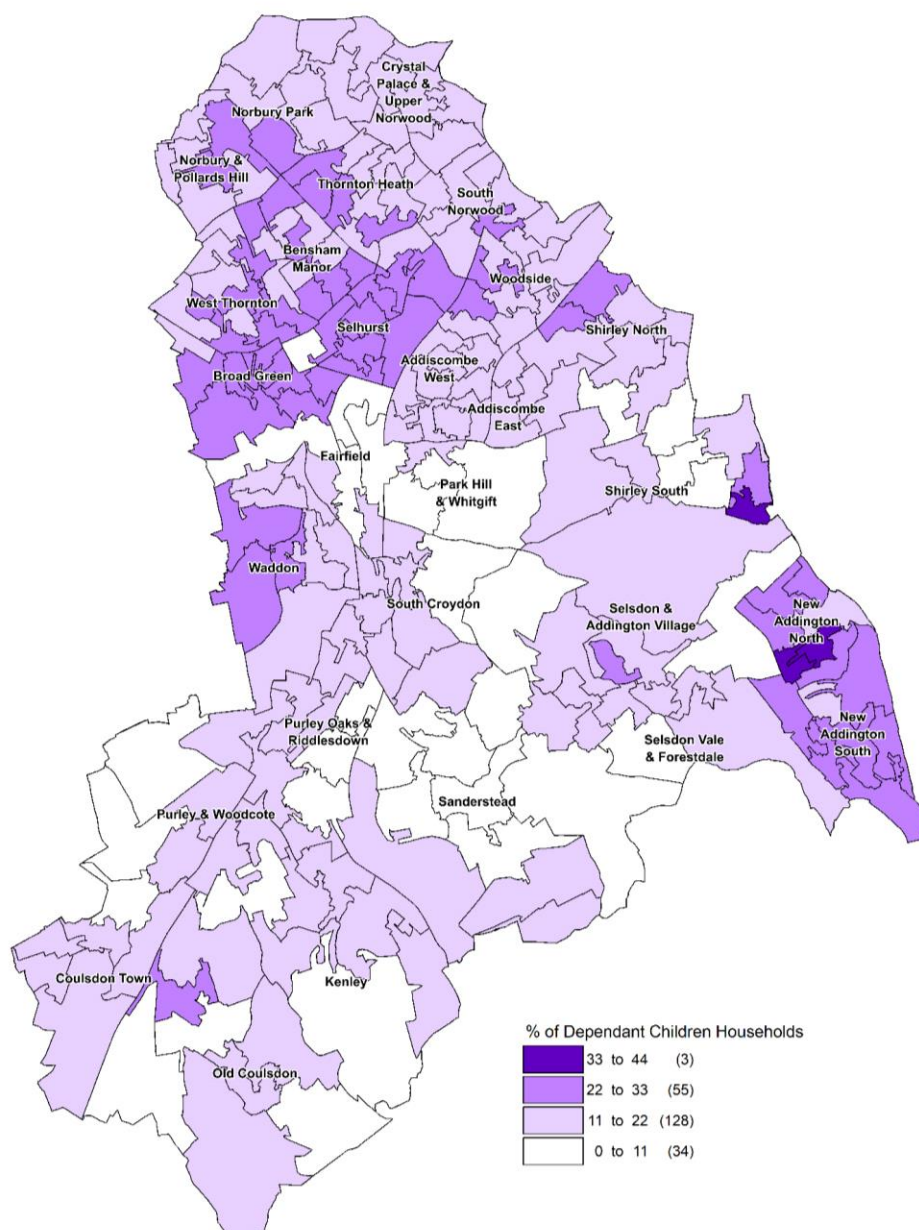 Crystal
Palace &
Upper
Norwood
Norbury Park
Norbury &
Pollards Hill
Thornton Heath
South
Norwood
Bensham
Manor
Woodside
West Thornton
Selhurst
Shirley North
Broad Green
Addiscombe
West
Addiscombe
East
Fairfield
Park Hill
& Whitgift
Shirley South
Waddon
South Croydon
Selsdon &
Addington Village
New
Addington
North
New
Addington
South
Purley Oaks &
Riddlesdown
Selsdon Vale
& Forestdale
Sanderstead
Purley & Woodcote
Coulsdon Town
Kenley
Old Coulsdon
% of Dependant Children Households
33 to 44 (3)
22 to 33 (55)
11 to 22 (128)
0 to 11 (34)